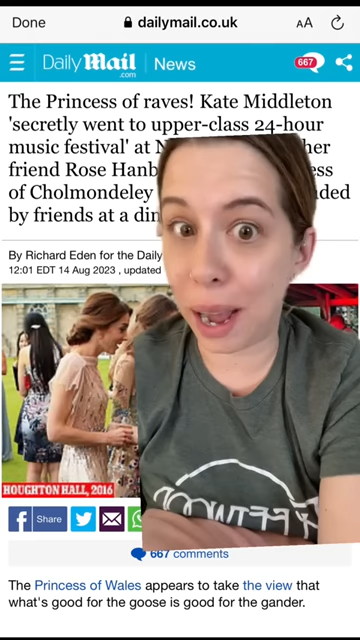 Done
dailymail.co.uk
AA
Daily Mail
.com
News
667
The Princess of raves! Kate Middleton
'secretly went to upper-class 24-hour
music festival' at her
friend Rose Hanb
of Cholmondeley
by friends at a din
By Richard Eden for the Daily
12:01 EDT 14 Aug 2023 , updated
HOUGHTON HALL, 2016
Share
667 comments
The Princess of Wales appears to take the view that
what's good for the goose is good for the gander.